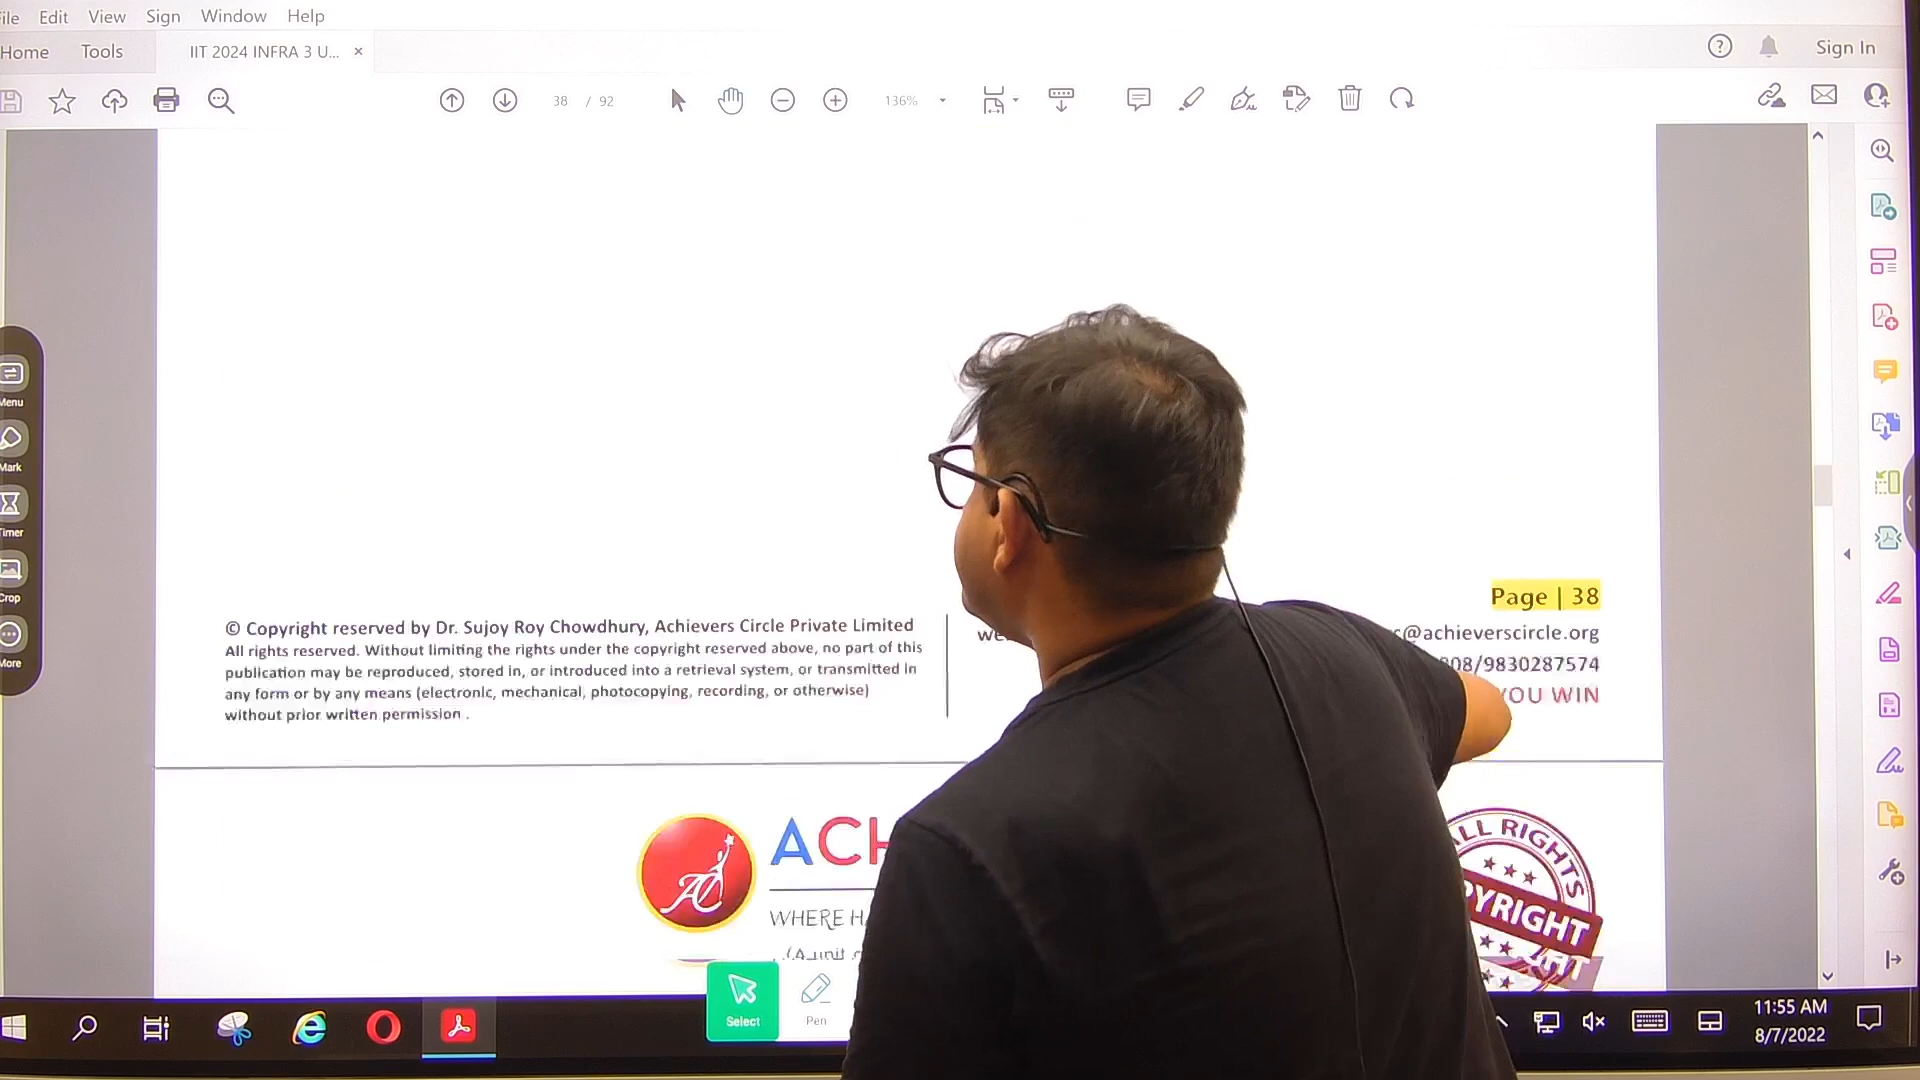 File Edit View Sign Window Help
Home Tools IIT 2024 INFRA 3 U... × Sign In
38 / 92 136%
Menu
Mark
Timer
Crop
More
Page | 38
© Copyright reserved by Dr. Sujoy Roy Chowdhury, Achievers Circle Private Limited
All rights reserved. Without limiting the rights under the copyright reserved above, no part of this
publication may be reproduced, stored in, or introduced into a retrieval system, or transmitted in
any form or by any means (electronic, mechanical, photocopying, recording, or otherwise)
without prior written permission .
@achieverscircle.org
/9830287574
YOU WIN
ACH
WHERE
ALL RIGHTS
COPYRIGHT
Select
Pen
11:55 AM
8/7/2022